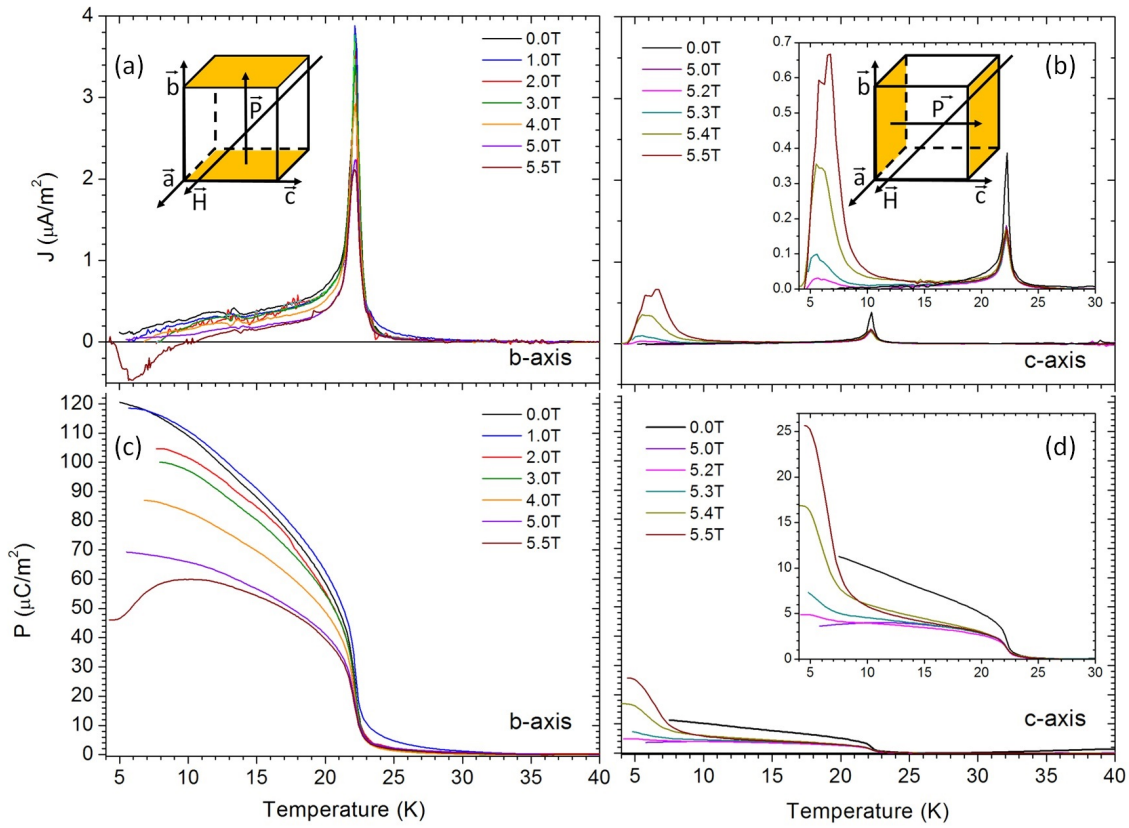 4
3
2
1
0
J (μA/m²)
(a)
b
P
a
H
c
0.0T
1.0T
2.0T
3.0T
4.0T
5.0T
5.5T
b-axis
0.0T
5.0T
5.2T
5.3T
5.4T
5.5T
0.7
0.6
0.5
0.4
0.3
0.2
0.1
0.0
5 10 15 20 25 30
(b)
b
P
a
H
c
c-axis
120
110
100
90
80
70
60
50
40
30
20
10
0
P (μC/m²)
(c)
0.0T
1.0T
2.0T
3.0T
4.0T
5.0T
5.5T
b-axis
5 10 15 20 25 30 35 40
Temperature (K)
0.0T
5.0T
5.2T
5.3T
5.4T
5.5T
25
20
15
10
5
0
5 10 15 20 25 30
(d)
c-axis
5 10 15 20 25 30 35 40
Temperature (K)